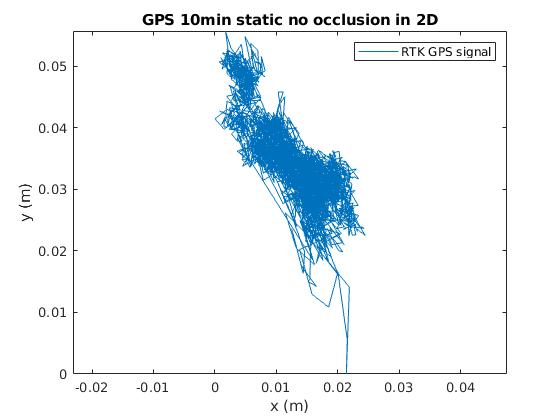 GPS 10min static no occlusion in 2D
RTK GPS signal
0.05
0.04
0.03
0.02
0.01
0
y (m)
-0.02 -0.01 0 0.01 0.02 0.03 0.04
x (m)